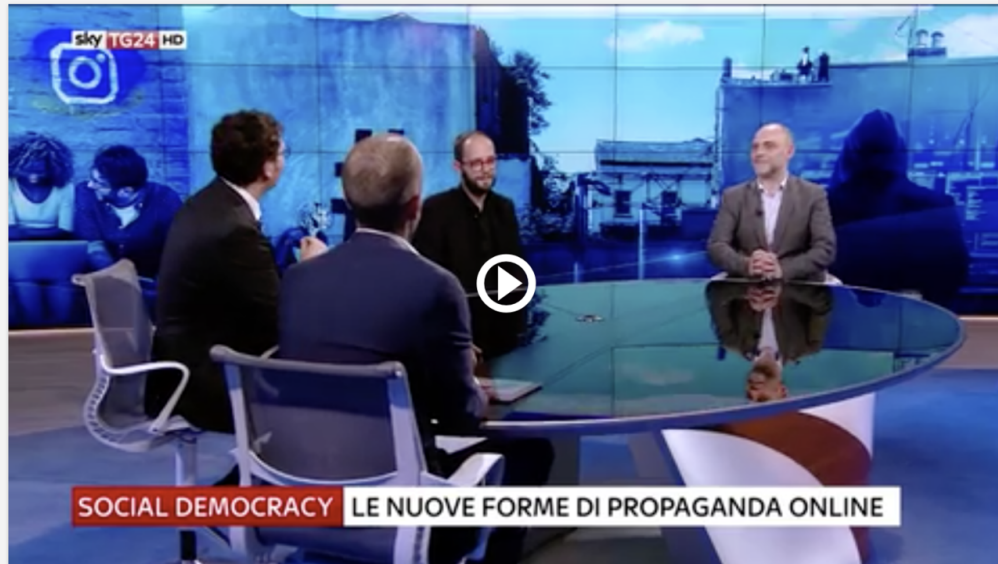 sky TG24 HD
SOCIAL DEMOCRACY LE NUOVE FORME DI PROPAGANDA ONLINE